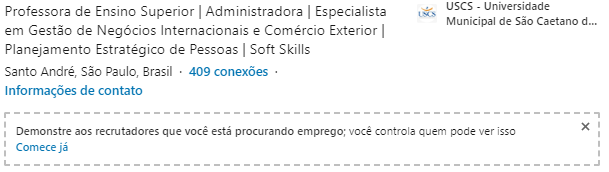 Professora de Ensino Superior | Administradora | Especialista
em Gestão de Negócios Internacionais e Comércio Exterior |
Planejamento Estratégico de Pessoas | Soft Skills
Santo André, São Paulo, Brasil · 409 conexões ·
Informações de contato
USCS
USCS - Universidade
Municipal de São Caetano d...
Demonstre aos recrutadores que você está procurando emprego; você controla quem pode ver isso
Comece já